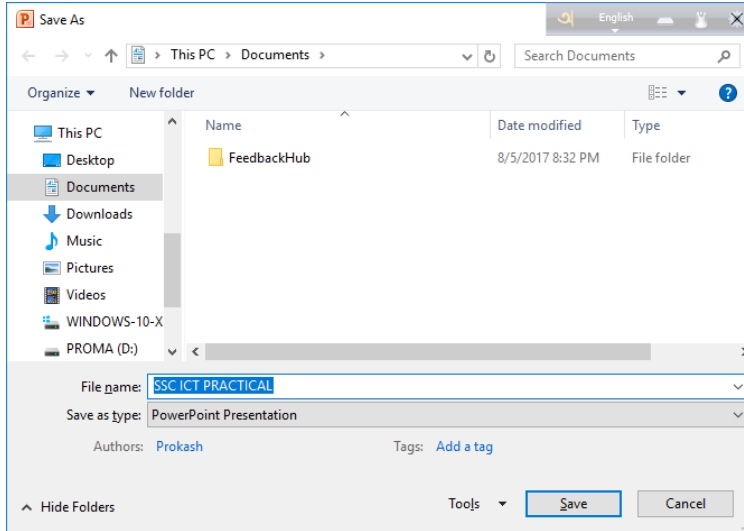 Save As
English
This PC > Documents >
Search Documents
Organize
New folder
Name
Date modified
Type
This PC
Desktop
Documents
Downloads
Music
Pictures
Videos
WINDOWS-10-X
PROMA (D:)
FeedbackHub
8/5/2017 8:32 PM
File folder
File name: SSC ICT PRACTICAL
Save as type: PowerPoint Presentation
Authors: Prokash
Tags: Add a tag
Hide Folders
Tools
Save
Cancel